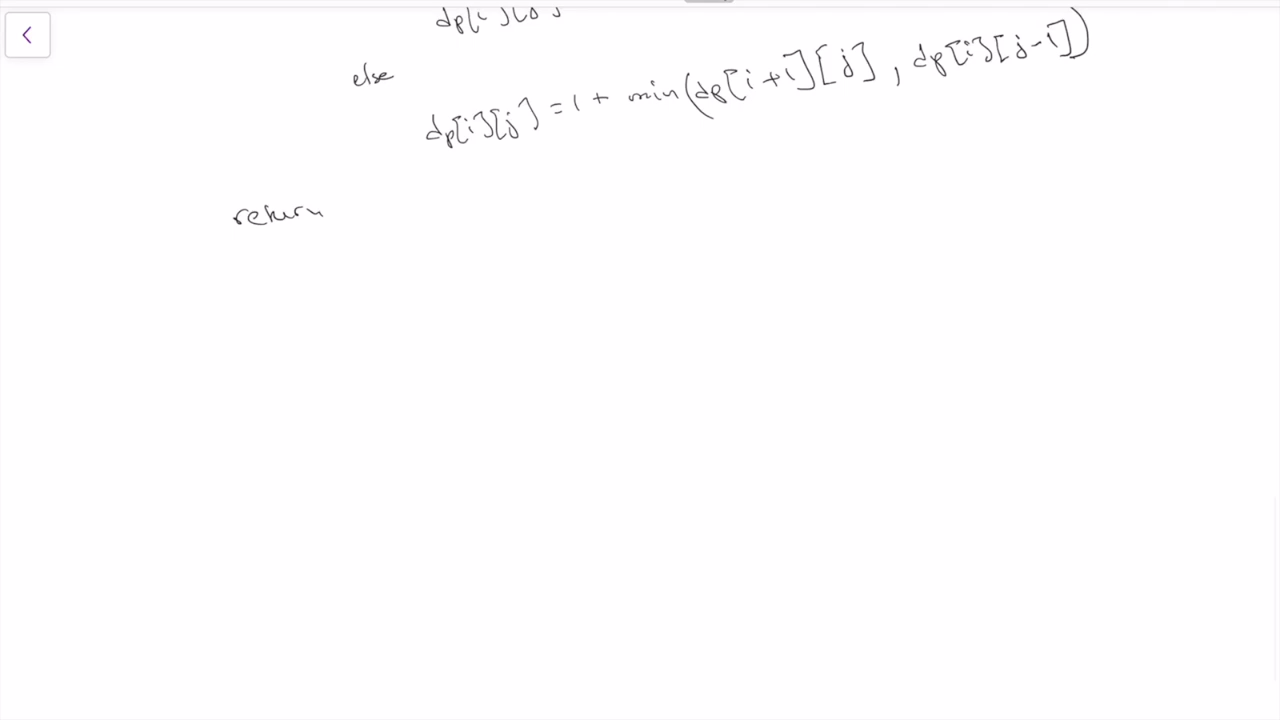 else
dp[i][j] = 1 + min(dp[i+1][j], dp[i][j-1])
return